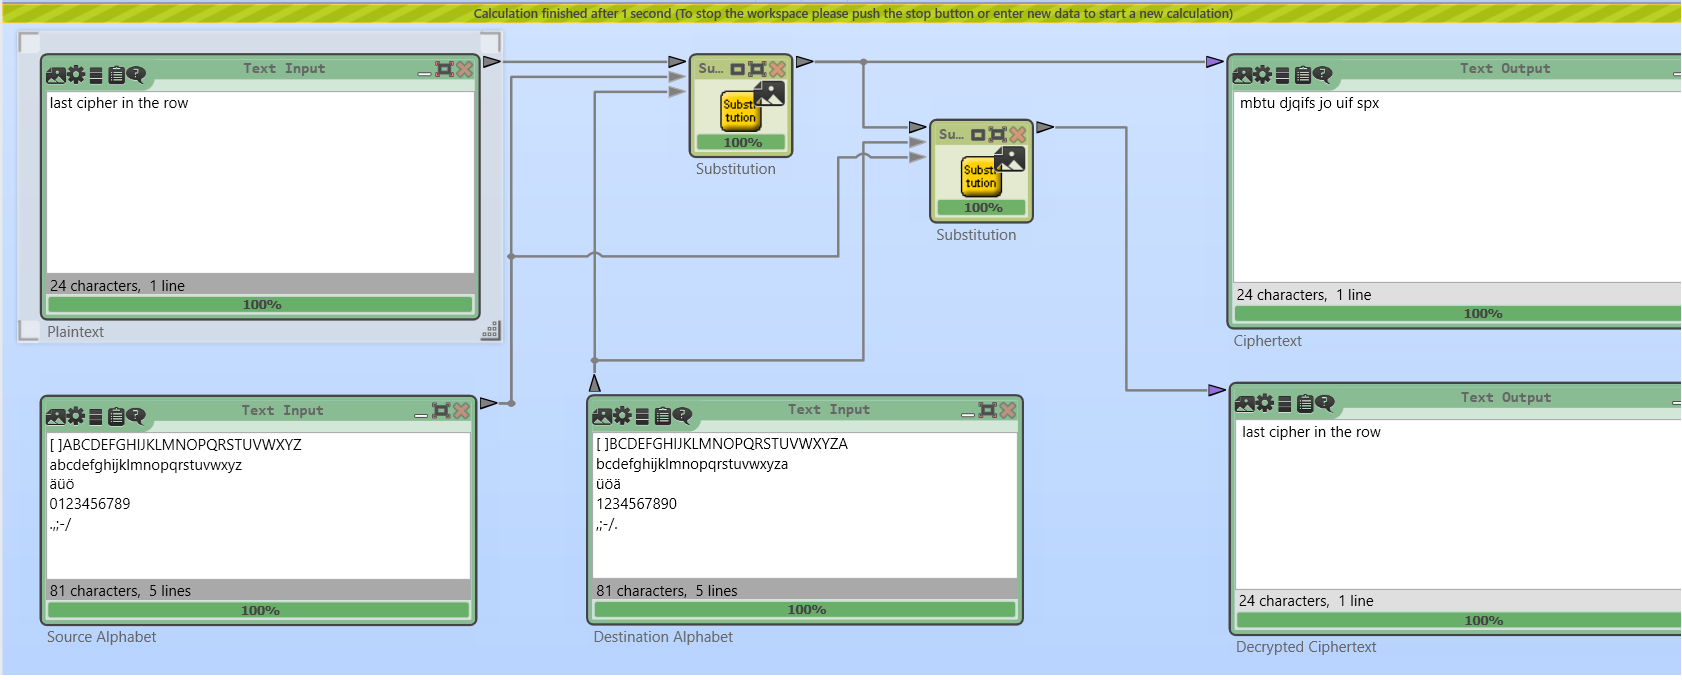 Calculation finished after 1 second (To stop the workspace please push the stop button or enter new data to start a new calculation)
Text Input
last cipher in the row
24 characters,  1 line
100%
Plaintext
Su...
Substi
tution
100%
Substitution
Su...
Substi
tution
100%
Substitution
Text Output
mbtu djqifs jo uif spx
24 characters,  1 line
100%
Ciphertext
Text Input
[ ]ABCDEFGHIJKLMNOPQRSTUVWXYZ
abcdefghijklmnopqrstuvwxyz
äüö
0123456789
.,;-/
81 characters,  5 lines
100%
Source Alphabet
Text Input
[ ]BCDEFGHIJKLMNOPQRSTUVWXYZA
bcdefghijklmnopqrstuvwxyza
üöä
1234567890
,;-/.
81 characters,  5 lines
100%
Destination Alphabet
Text Output
last cipher in the row
24 characters,  1 line
100%
Decrypted Ciphertext